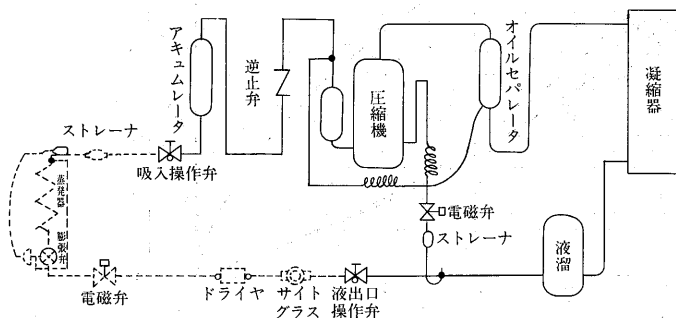 アキュムレータ
逆止弁
圧縮機
オイルセパレータ
凝縮器
ストレーナ
吸入操作弁
蒸発器
膨張弁
電磁弁
ストレーナ
液溜
電磁弁
ドライヤ
サイト
グラス
液出口
操作弁